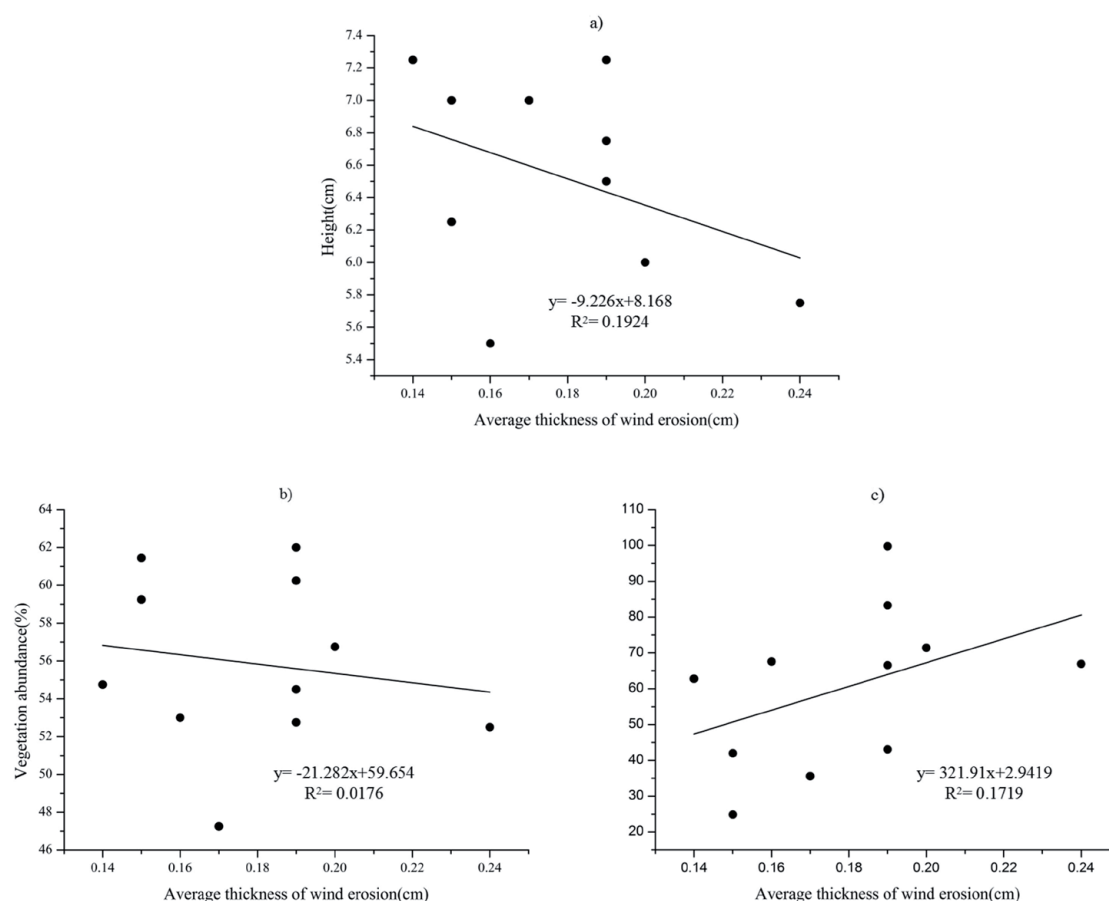 a)
7.4
7.2
7.0
6.8
6.6
6.4
6.2
6.0
5.8
5.6
5.4
Height(cm)
y= -9.226x+8.168
R²= 0.1924
0.14 0.16 0.18 0.20 0.22 0.24
Average thickness of wind erosion(cm)
b)
64
62
60
58
56
54
52
50
48
46
Vegetation abundance(%)
y= -21.282x+59.654
R²= 0.0176
0.14 0.16 0.18 0.20 0.22 0.24
Average thickness of wind erosion(cm)
c)
110
100
90
80
70
60
50
40
30
20
y= 321.91x+2.9419
R²= 0.1719
0.14 0.16 0.18 0.20 0.22 0.24
Average thickness of wind erosion(cm)